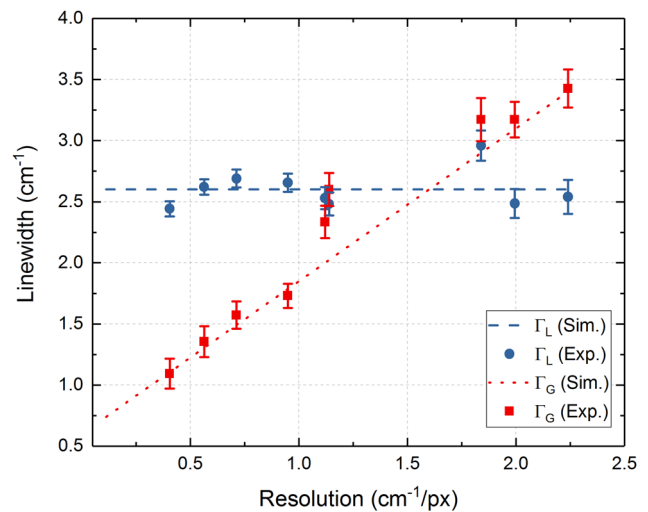 4.0
3.5
3.0
2.5
2.0
1.5
1.0
0.5
Linewidth (cm⁻¹)
0.5 1.0 1.5 2.0 2.5
Resolution (cm⁻¹/px)
Γ_L (Sim.)
Γ_L (Exp.)
Γ_G (Sim.)
Γ_G (Exp.)